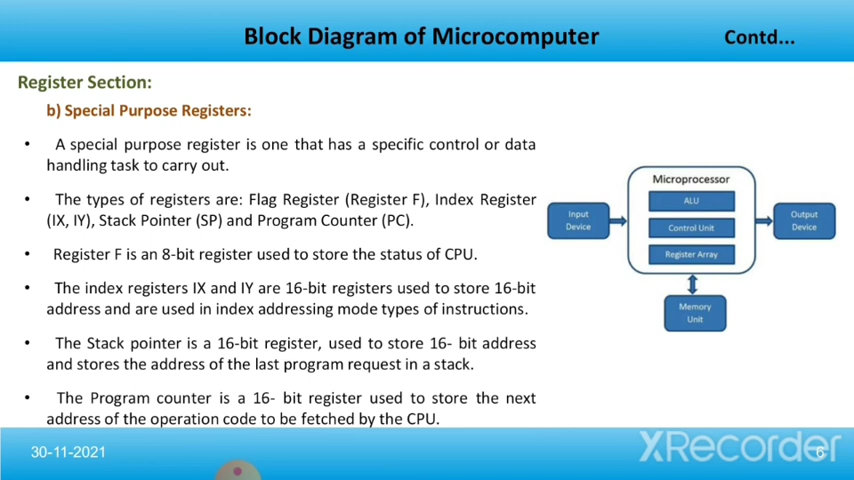 Block Diagram of Microcomputer
Contd...
Register Section:
b) Special Purpose Registers:
• A special purpose register is one that has a specific control or data
handling task to carry out.
• The types of registers are: Flag Register (Register F), Index Register
(IX, IY), Stack Pointer (SP) and Program Counter (PC).
• Register F is an 8-bit register used to store the status of CPU.
• The index registers IX and IY are 16-bit registers used to store 16-bit
address and are used in index addressing mode types of instructions.
• The Stack pointer is a 16-bit register, used to store 16- bit address
and stores the address of the last program request in a stack.
• The Program counter is a 16- bit register used to store the next
address of the operation code to be fetched by the CPU.
Microprocessor
ALU
Control Unit
Register Array
Input
Device
Output
Device
Memory
Unit
30-11-2021
XRecorder
6